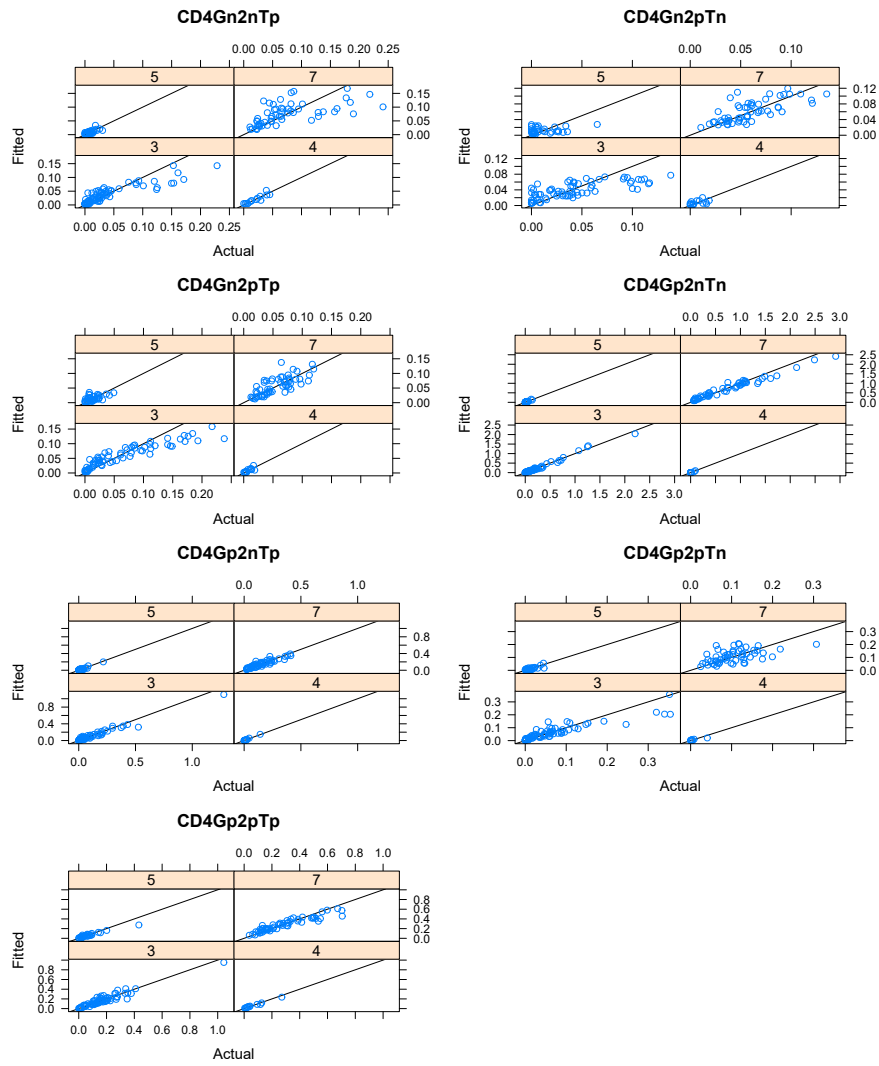 CD4Gn2nTp
0.00 0.05 0.10 0.15 0.20 0.25
5 7
0.15
0.10
0.05
0.00
Fitted
3 4
0.15
0.10
0.05
0.00
0.00 0.05 0.10 0.15 0.20 0.25
Actual
CD4Gn2pTn
0.00 0.05 0.10
5 7
0.12
0.08
0.04
0.00
Fitted
3 4
0.12
0.08
0.04
0.00
0.00 0.05 0.10
Actual
CD4Gn2pTp
0.00 0.05 0.10 0.15 0.20
5 7
0.15
0.10
0.05
0.00
Fitted
3 4
0.15
0.10
0.05
0.00
0.00 0.05 0.10 0.15 0.20
Actual
CD4Gp2nTn
0.0 0.5 1.0 1.5 2.0 2.5 3.0
5 7
2.5
2.0
1.5
1.0
0.5
0.0
Fitted
3 4
2.5
2.0
1.5
1.0
0.5
0.0
0.0 0.5 1.0 1.5 2.0 2.5 3.0
Actual
CD4Gp2nTp
0.0 0.5 1.0
5 7
0.8
0.4
0.0
Fitted
3 4
0.8
0.4
0.0
0.0 0.5 1.0
Actual
CD4Gp2pTn
0.0 0.1 0.2 0.3
5 7
0.3
0.2
0.1
0.0
Fitted
3 4
0.3
0.2
0.1
0.0
0.0 0.1 0.2 0.3
Actual
CD4Gp2pTp
0.0 0.2 0.4 0.6 0.8 1.0
5 7
0.8
0.6
0.4
0.2
0.0
Fitted
3 4
0.8
0.6
0.4
0.2
0.0
0.0 0.2 0.4 0.6 0.8 1.0
Actual